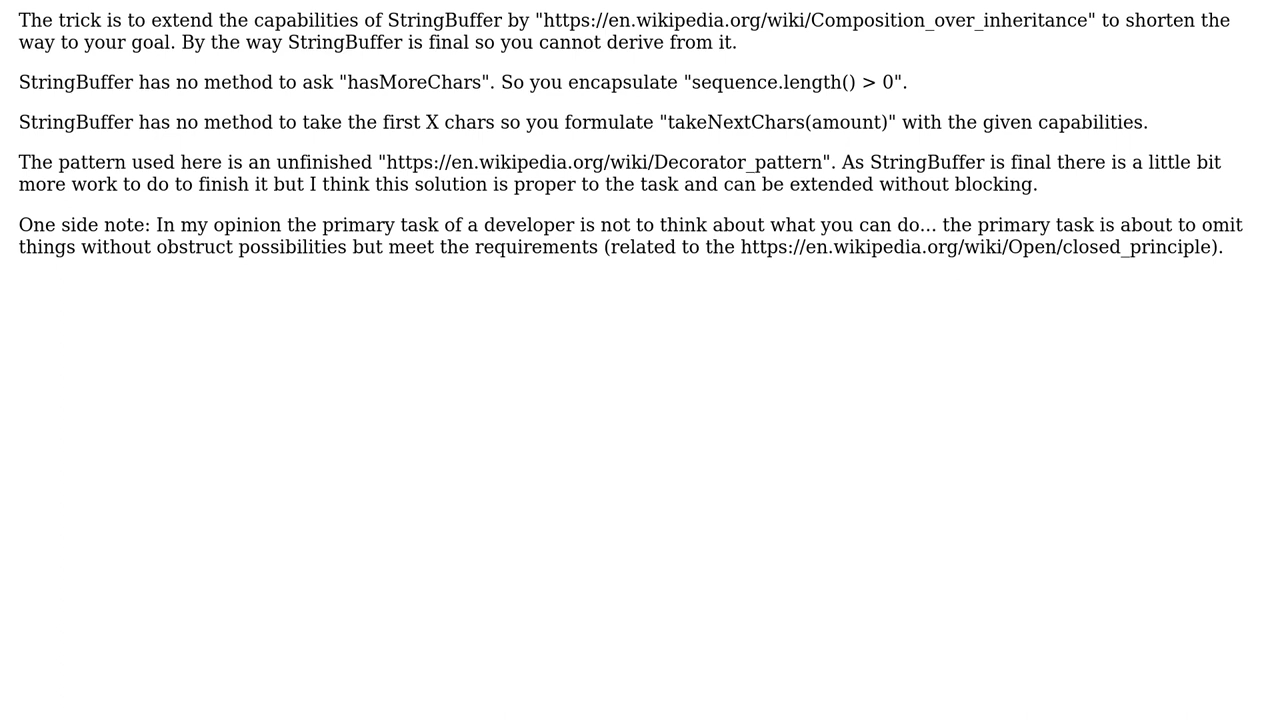 The trick is to extend the capabilities of StringBuffer by "https://en.wikipedia.org/wiki/Composition_over_inheritance" to shorten the
way to your goal. By the way StringBuffer is final so you cannot derive from it.
StringBuffer has no method to ask "hasMoreChars". So you encapsulate "sequence.length() > 0".
StringBuffer has no method to take the first X chars so you formulate "takeNextChars(amount)" with the given capabilities.
The pattern used here is an unfinished "https://en.wikipedia.org/wiki/Decorator_pattern". As StringBuffer is final there is a little bit
more work to do to finish it but I think this solution is proper to the task and can be extended without blocking.
One side note: In my opinion the primary task of a developer is not to think about what you can do... the primary task is about to omit
things without obstruct possibilities but meet the requirements (related to the https://en.wikipedia.org/wiki/Open/closed_principle).